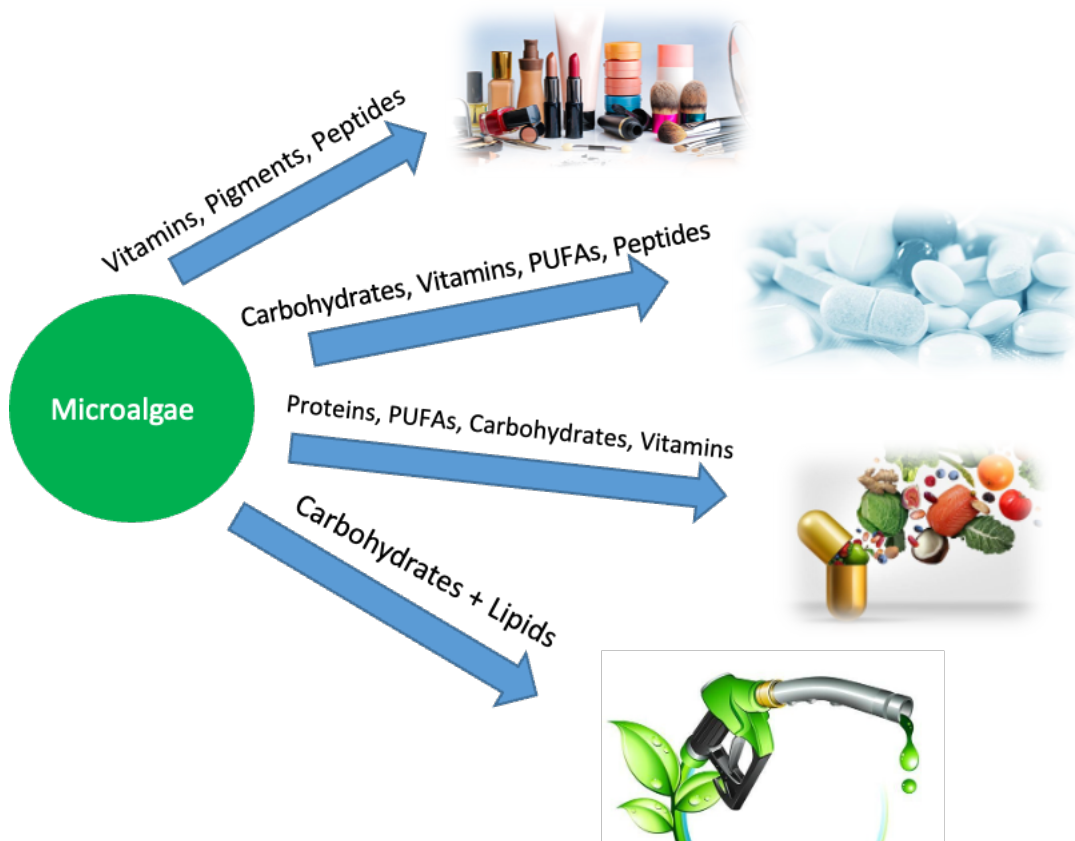 Vitamins, Pigments, Peptides
Carbohydrates, Vitamins, PUFAs, Peptides
Microalgae
Proteins, PUFAs, Carbohydrates, Vitamins
Carbohydrates + Lipids